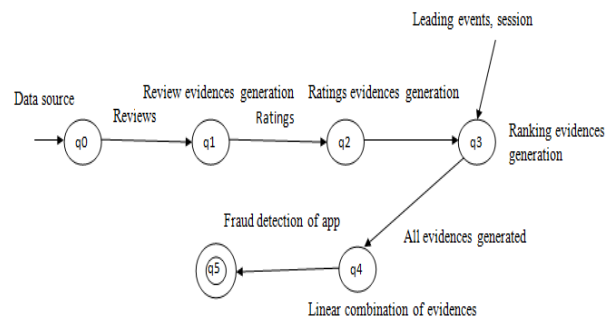 Leading events, session
Data source
Review evidences generation
Ratings evidences generation
Reviews
Ratings
q0
q1
q2
q3
Ranking evidences
generation
Fraud detection of app
All evidences generated
q5
q4
Linear combination of evidences